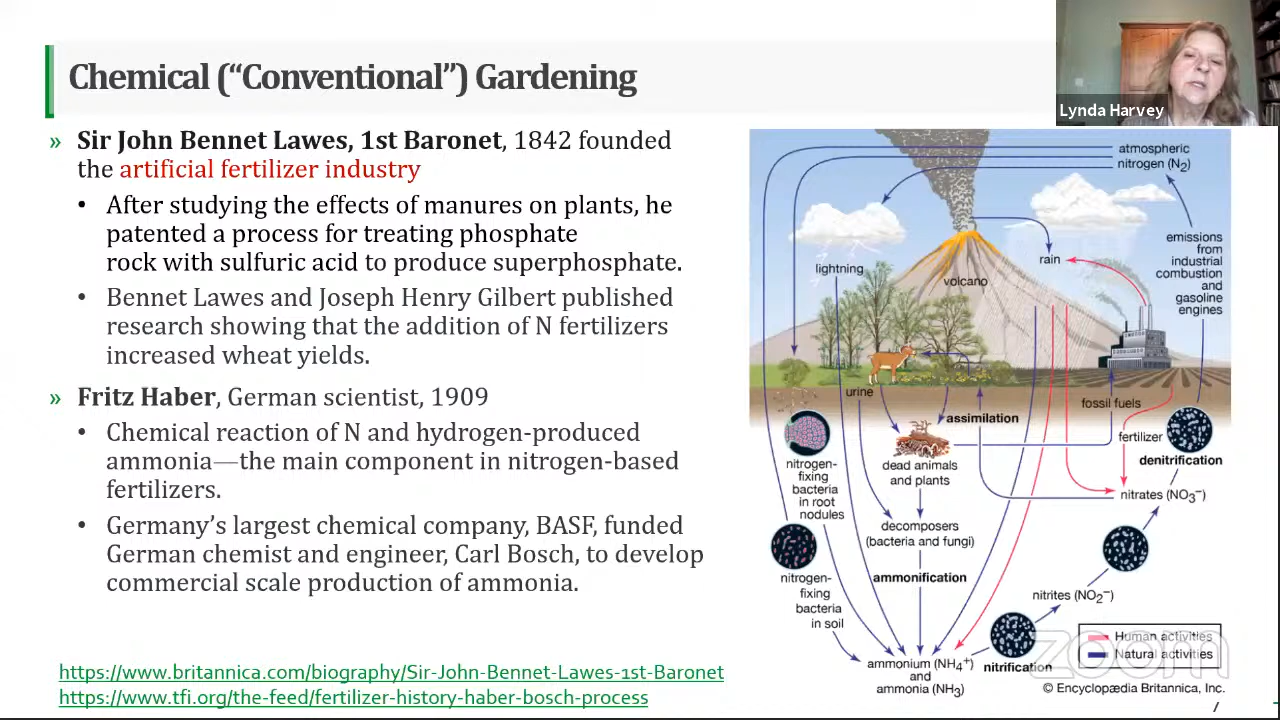 Chemical (“Conventional”) Gardening
Lynda Harvey
» Sir John Bennet Lawes, 1st Baronet, 1842 founded
the artificial fertilizer industry
• After studying the effects of manures on plants, he
patented a process for treating phosphate
rock with sulfuric acid to produce superphosphate.
• Bennet Lawes and Joseph Henry Gilbert published
research showing that the addition of N fertilizers
increased wheat yields.
» Fritz Haber, German scientist, 1909
• Chemical reaction of N and hydrogen-produced
ammonia—the main component in nitrogen-based
fertilizers.
• Germany’s largest chemical company, BASF, funded
German chemist and engineer, Carl Bosch, to develop
commercial scale production of ammonia.
https://www.britannica.com/biography/Sir-John-Bennet-Lawes-1st-Baronet
https://www.tfi.org/the-feed/fertilizer-history-haber-bosch-process
atmospheric
nitrogen (N₂)
emissions
from
industrial
combustion
and
gasoline
engines
rain
lightning
volcano
urine
fossil fuels
assimilation
fertilizer
denitrification
nitrogen-
fixing
bacteria
in root
nodules
dead animals
and plants
nitrates (NO₃⁻)
decomposers
(bacteria and fungi)
ammonification
nitrogen-
fixing
bacteria
in soil
nitrites (NO₂⁻)
ammonium (NH₄⁺)
and
ammonia (NH₃)
nitrification
Human activities
Natural activities
zoom
© Encyclopædia Britannica, Inc.
7